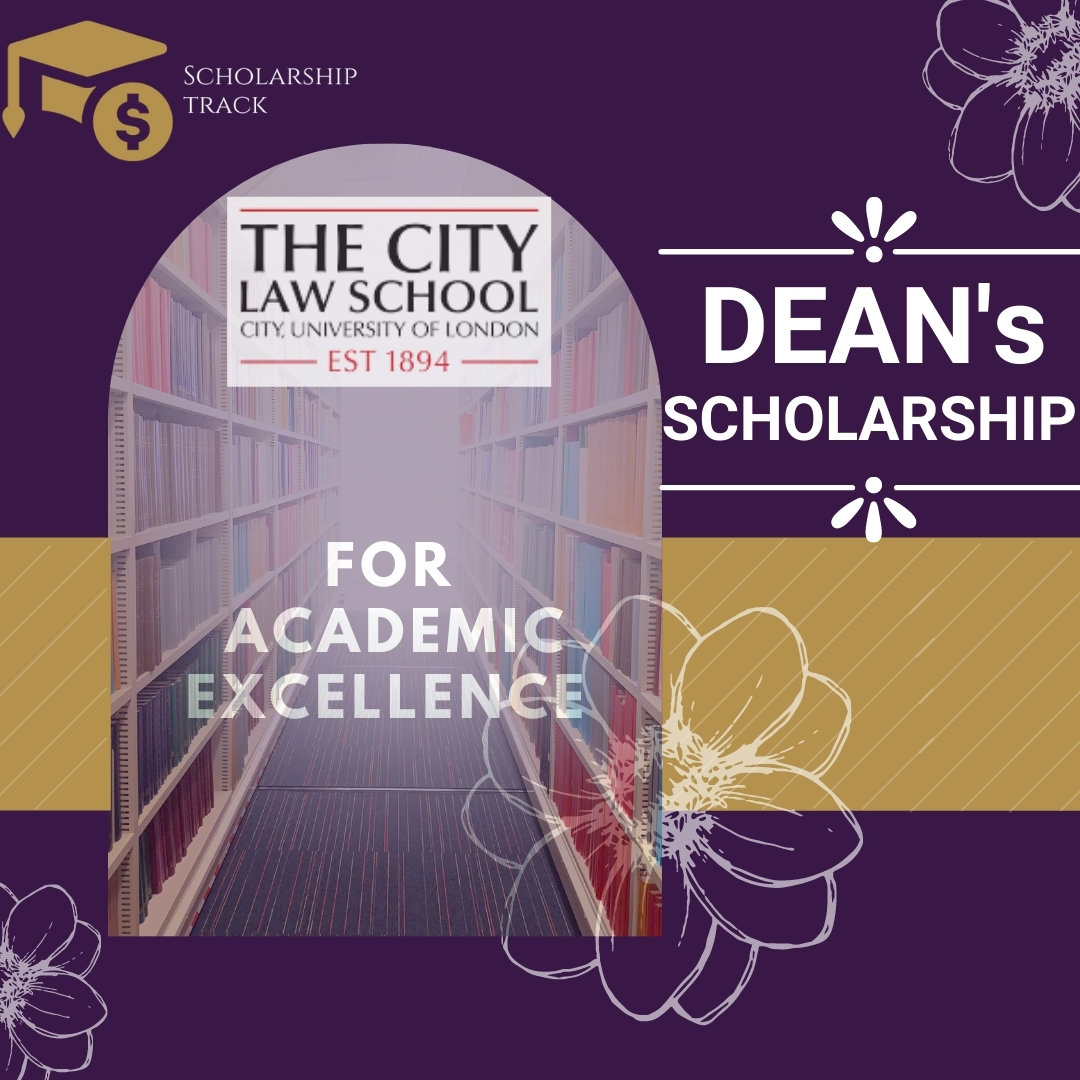 Scholarship
track
THE CITY
LAW SCHOOL
CITY, UNIVERSITY OF LONDON
EST 1894
DEAN's
SCHOLARSHIP
FOR
ACADEMIC
EXCELLENCE
$